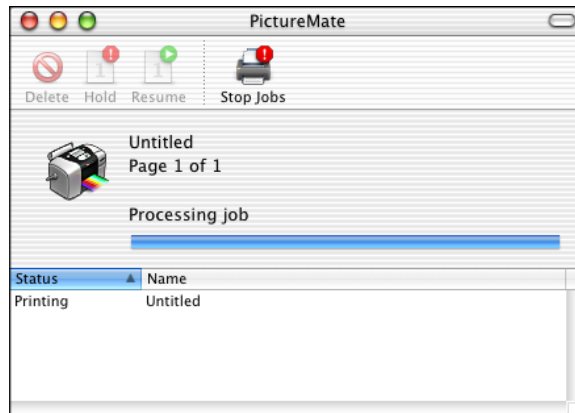 PictureMate
Delete Hold Resume Stop Jobs
Untitled
Page 1 of 1
Processing job
Status Name
Printing Untitled